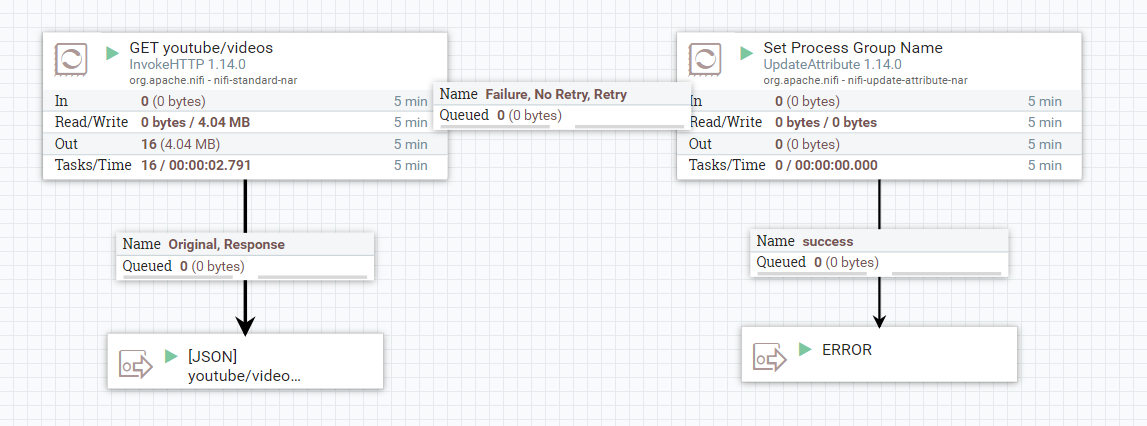 GET youtube/videos
InvokeHTTP 1.14.0
org.apache.nifi - nifi-standard-nar
In 0 (0 bytes) 5 min
Read/Write 0 bytes / 4.04 MB 5 min
Out 16 (4.04 MB) 5 min
Tasks/Time 16 / 00:00:02.791 5 min
Name Failure, No Retry, Retry
Queued 0 (0 bytes)
Set Process Group Name
UpdateAttribute 1.14.0
org.apache.nifi - nifi-update-attribute-nar
In 0 (0 bytes) 5 min
Read/Write 0 bytes / 0 bytes 5 min
Out 0 (0 bytes) 5 min
Tasks/Time 0 / 00:00:00.000 5 min
Name Original, Response
Queued 0 (0 bytes)
Name success
Queued 0 (0 bytes)
[JSON]
youtube/video...
ERROR